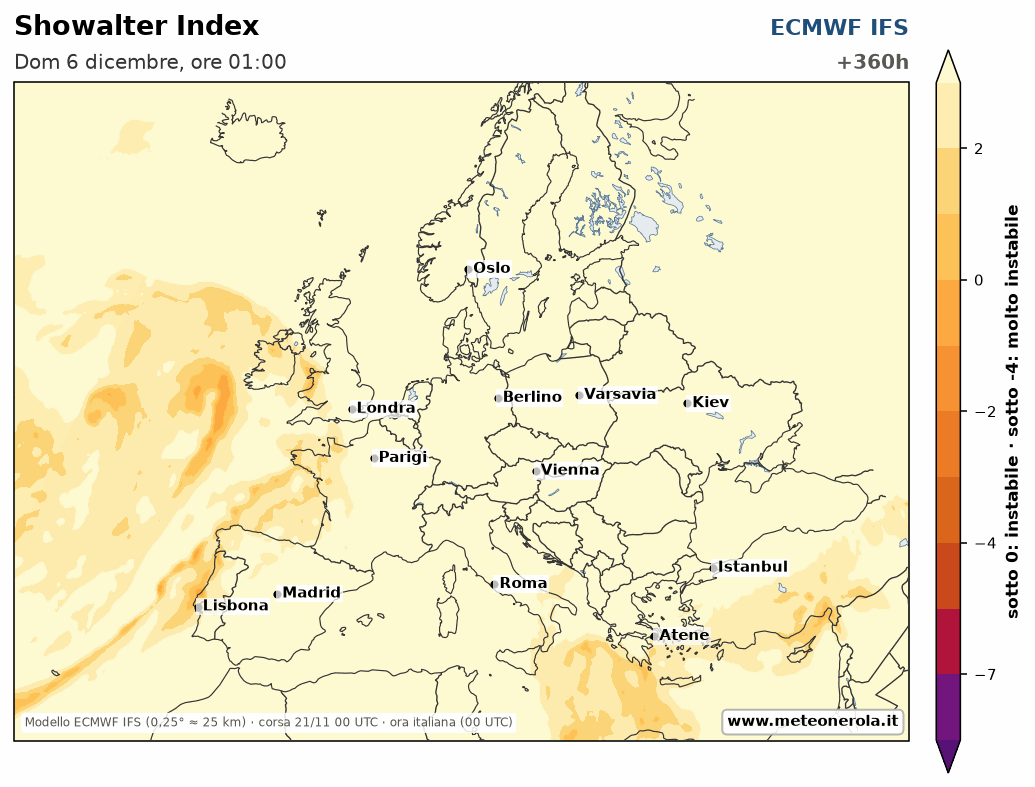 Showalter Index
ECMWF IFS
Dom 6 dicembre, ore 01:00
+360h
Oslo
Londra
Berlino
Varsavia
Kiev
Parigi
Vienna
Istanbul
Roma
Madrid
Lisbona
Atene
Modello ECMWF IFS (0,25° ≈ 25 km) · corsa 21/11 00 UTC · ora italiana (00 UTC)
www.meteonerola.it
2
0
−2
−4
−7
sotto 0: instabile · sotto -4: molto instabile